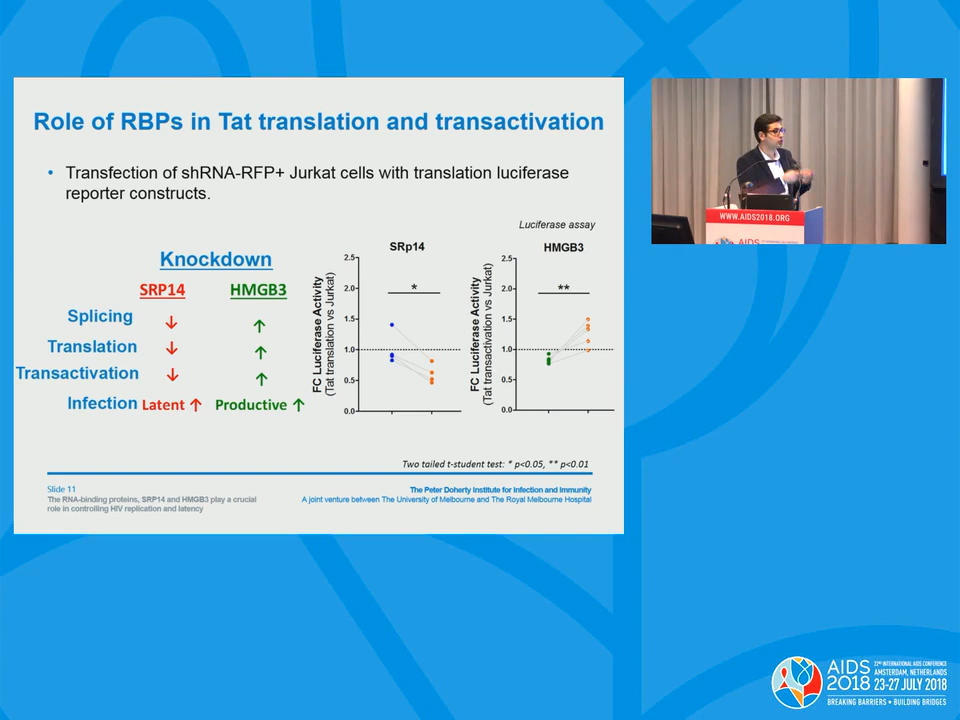 Role of RBPs in Tat translation and transactivation
• Transfection of shRNA-RFP+ Jurkat cells with translation luciferase
reporter constructs.
Luciferase assay
Knockdown
SRP14 HMGB3
Splicing ↓ ↑
Translation ↓ ↑
Transactivation ↓ ↑
Infection Latent ↑ Productive ↑
SRp14
FC Luciferase Activity
(Tat translation vs Jurkat)
2.5
2.0
1.5
1.0
0.5
0.0
*
HMGB3
FC Luciferase Activity
(Tat transactivation vs Jurkat)
2.5
2.0
1.5
1.0
0.5
0.0
**
Two tailed t-student test: * p<0.05, ** p<0.01
Slide 11
The RNA-binding proteins, SRP14 and HMGB3 play a crucial
role in controlling HIV replication and latency
The Peter Doherty Institute for Infection and Immunity
A joint venture between The University of Melbourne and The Royal Melbourne Hospital
WWW.AIDS2018.ORG
AIDS
AIDS
2018
22ND INTERNATIONAL AIDS CONFERENCE
AMSTERDAM, NETHERLANDS
23-27 JULY 2018
BREAKING BARRIERS • BUILDING BRIDGES